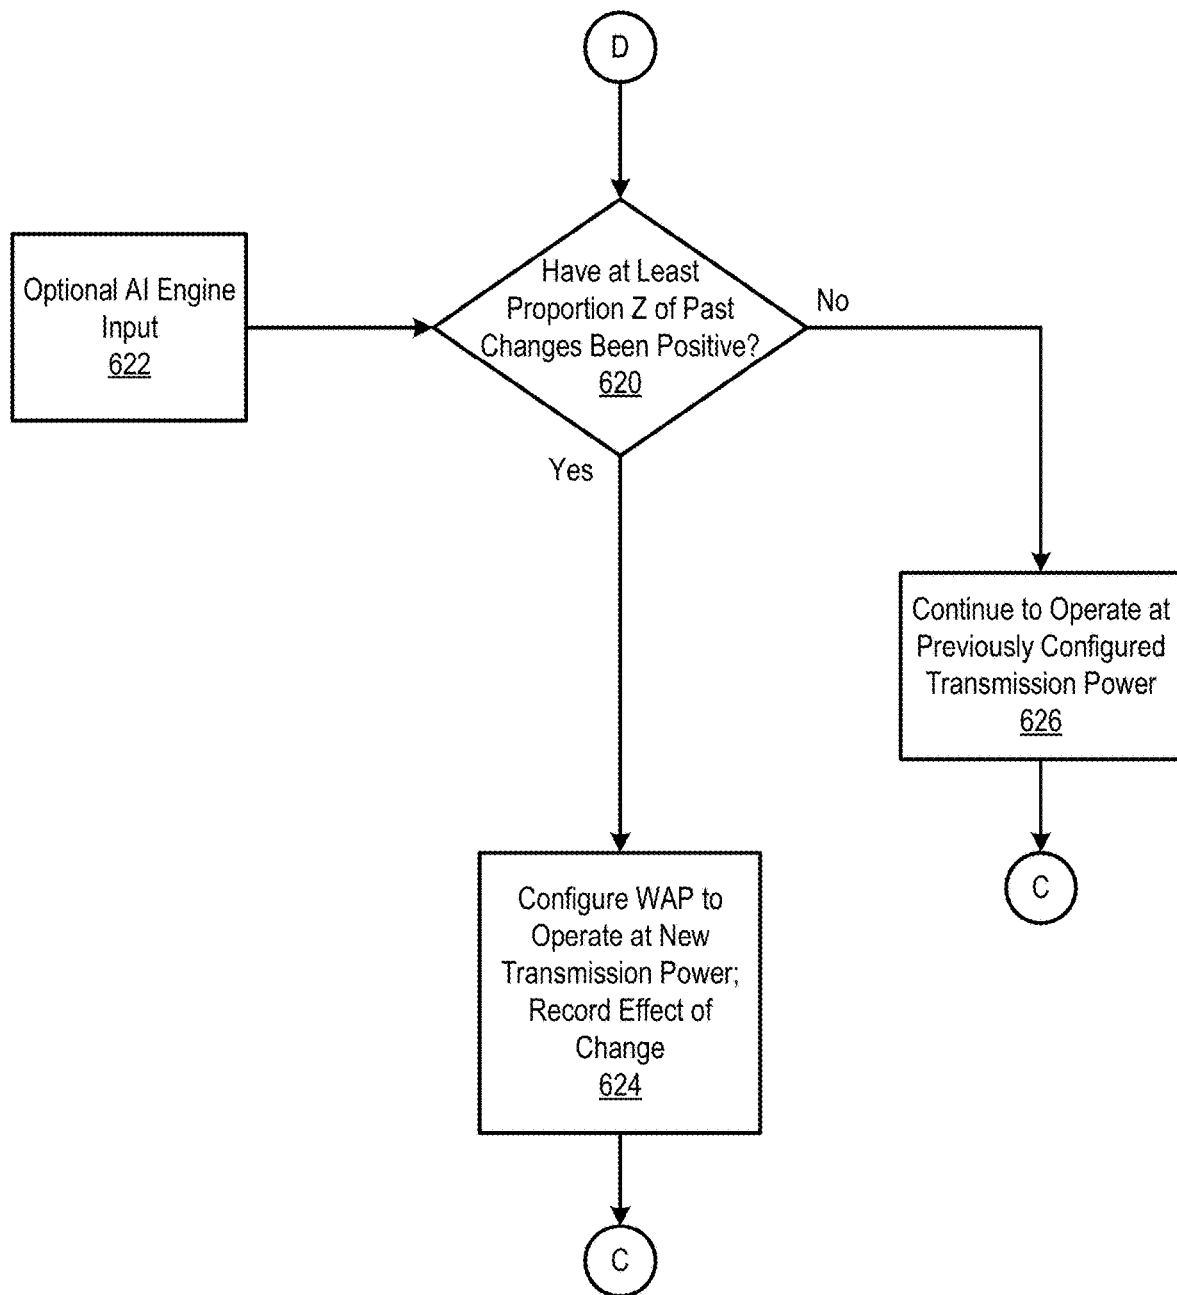 D
Optional AI Engine
Input
622
Have at Least
Proportion Z of Past
Changes Been Positive?
620
No
Yes
Continue to Operate at
Previously Configured
Transmission Power
626
C
Configure WAP to
Operate at New
Transmission Power;
Record Effect of
Change
624
C